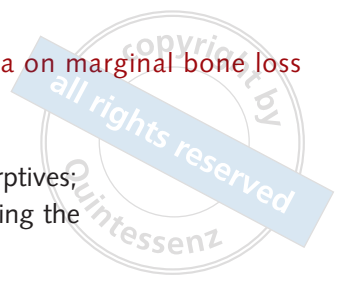 a on marginal bone loss
rptives;
ing the
copyright by
all rights reserved
Quintessenz